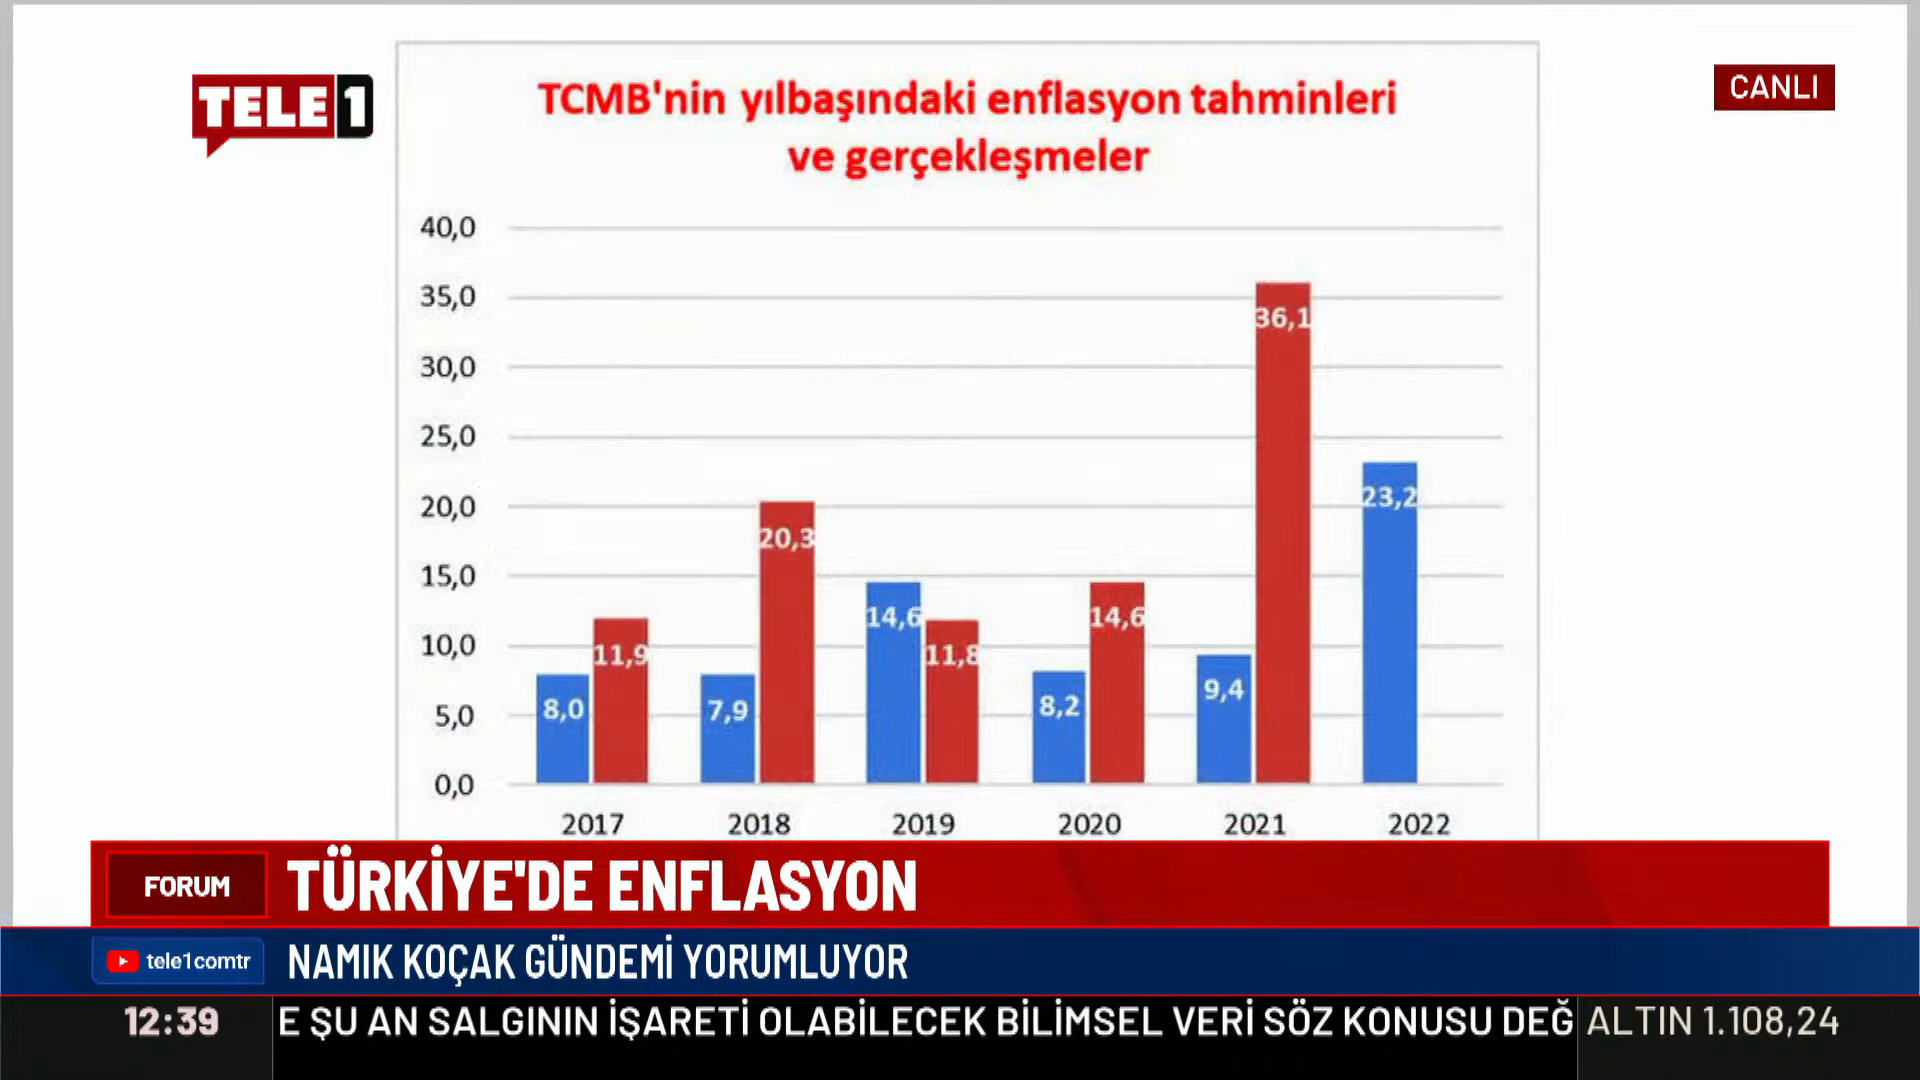 TELE1
CANLI
TCMB'nin yılbaşındaki enflasyon tahminleri
ve gerçekleşmeler
40,0
35,0
30,0
25,0
20,0
15,0
10,0
5,0
0,0
8,0
11,9
7,9
20,3
14,6
11,8
8,2
14,6
9,4
36,1
23,2
2017 2018 2019 2020 2021 2022
FORUM
TÜRKİYE'DE ENFLASYON
tele1comtr
NAMIK KOÇAK GÜNDEMİ YORUMLUYOR
12:39
E ŞU AN SALGININ İŞARETİ OLABİLECEK BİLİMSEL VERİ SÖZ KONUSU DEĞ
ALTIN 1.108,24